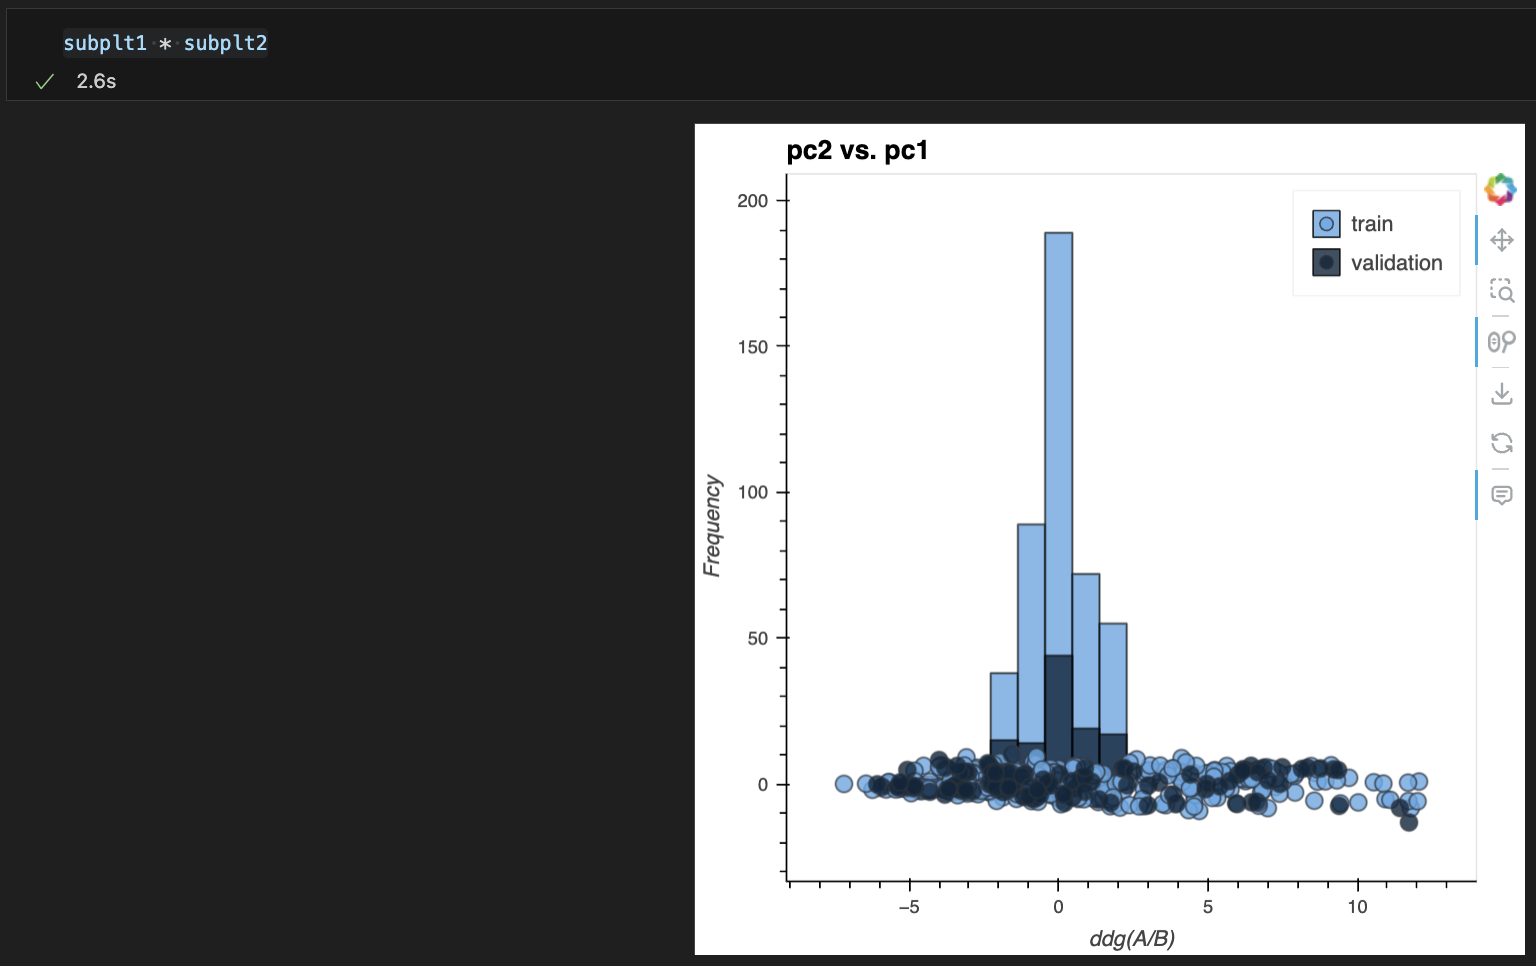 subplt1 * subplt2
2.6s
pc2 vs. pc1
200
150
100
50
0
Frequency
train
validation
−5
0
5
10
ddg(A/B)